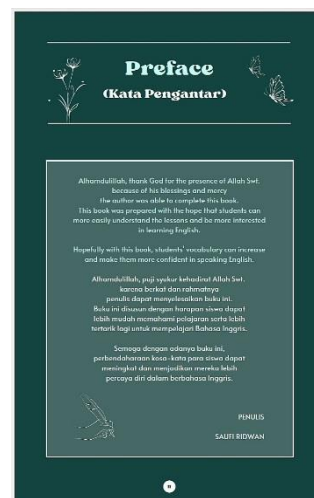 Preface
(Kata Pengantar)
Alhamdulillah, thank God for the presence of Allah Swt.
because of his blessings and mercy
the author was able to complete this book.
This book was prepared with the hope that students can
more easily understand the lessons and be more interested
in learning English.
Hopefully with this book, students' vocabulary can increase
and make them more confident in speaking English.
Alhamdulillah, puji syukur kehadirat Allah Swt.
karena berkat dan rahmatnya
penulis dapat menyelesaikan buku ini.
Buku ini disusun dengan harapan siswa dapat
lebih mudah memahami pelajaran serta lebih
tertarik lagi untuk mempelajari Bahasa Inggris.
Semoga dengan adanya buku ini,
perbendaharaan kosa-kata para siswa dapat
meningkat dan menjadikan mereka lebih
percaya diri dalam berbahasa Inggris.
PENULIS
SAUFI RIDWAN